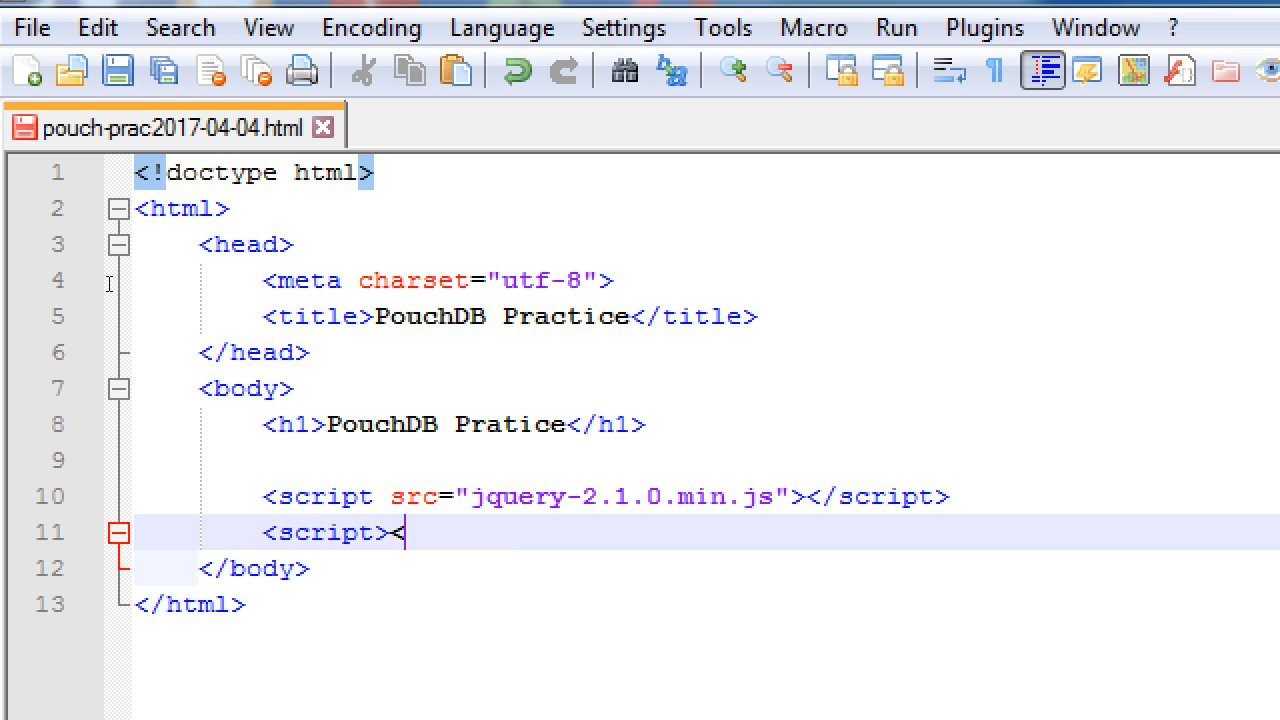 File Edit Search View Encoding Language Settings Tools Macro Run Plugins Window ?
pouch-prac2017-04-04.html
1 <!doctype html>
2 <html>
3 <head>
4 <meta charset="utf-8">
5 <title>PouchDB Practice</title>
6 </head>
7 <body>
8 <h1>PouchDB Pratice</h1>
9
10 <script src="jquery-2.1.0.min.js"></script>
11 <script><
12 </body>
13 </html>